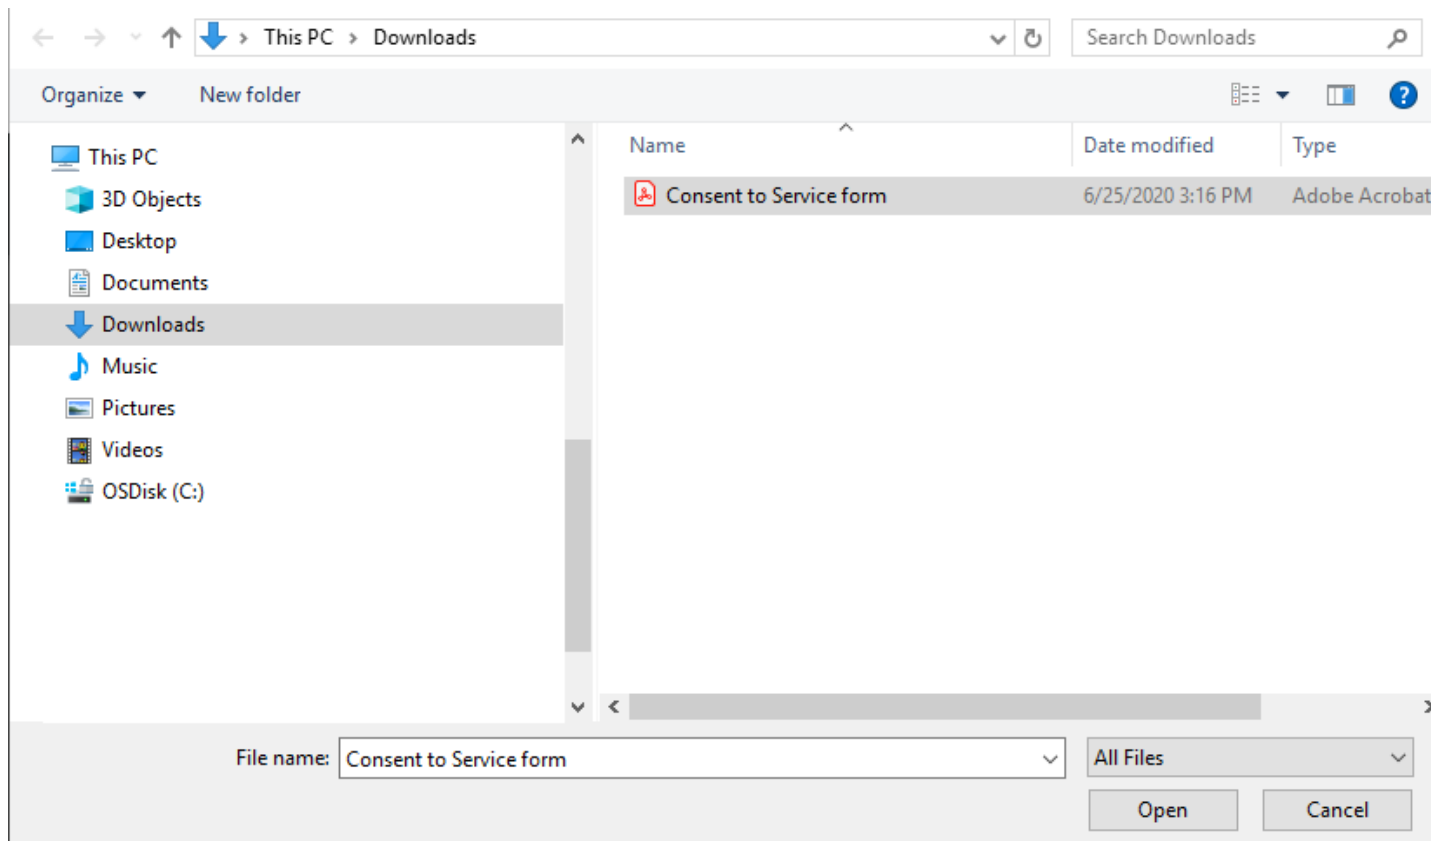 This PC > Downloads
Search Downloads
Organize
New folder
?
This PC
3D Objects
Desktop
Documents
Downloads
Music
Pictures
Videos
OSDisk (C:)
Name Date modified Type
Consent to Service form 6/25/2020 3:16 PM Adobe Acrobat
File name: Consent to Service form All Files
Open Cancel